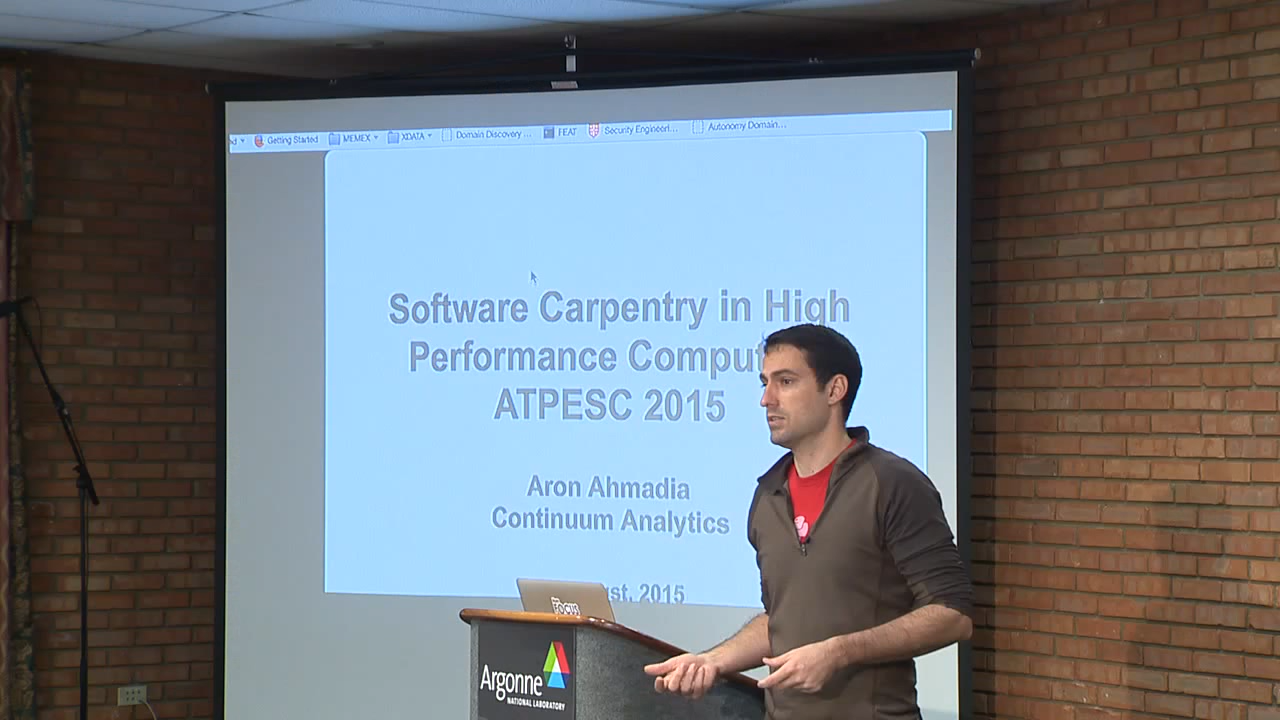 Getting Started MEMEX XDATA Domain Discovery ... FEAT Security Engineeri... Autonomy Domain...
Software Carpentry in High
Performance Comput
ATPESC 2015
Aron Ahmadia
Continuum Analytics
st, 2015
FOCUS
Argonne
NATIONAL LABORATORY